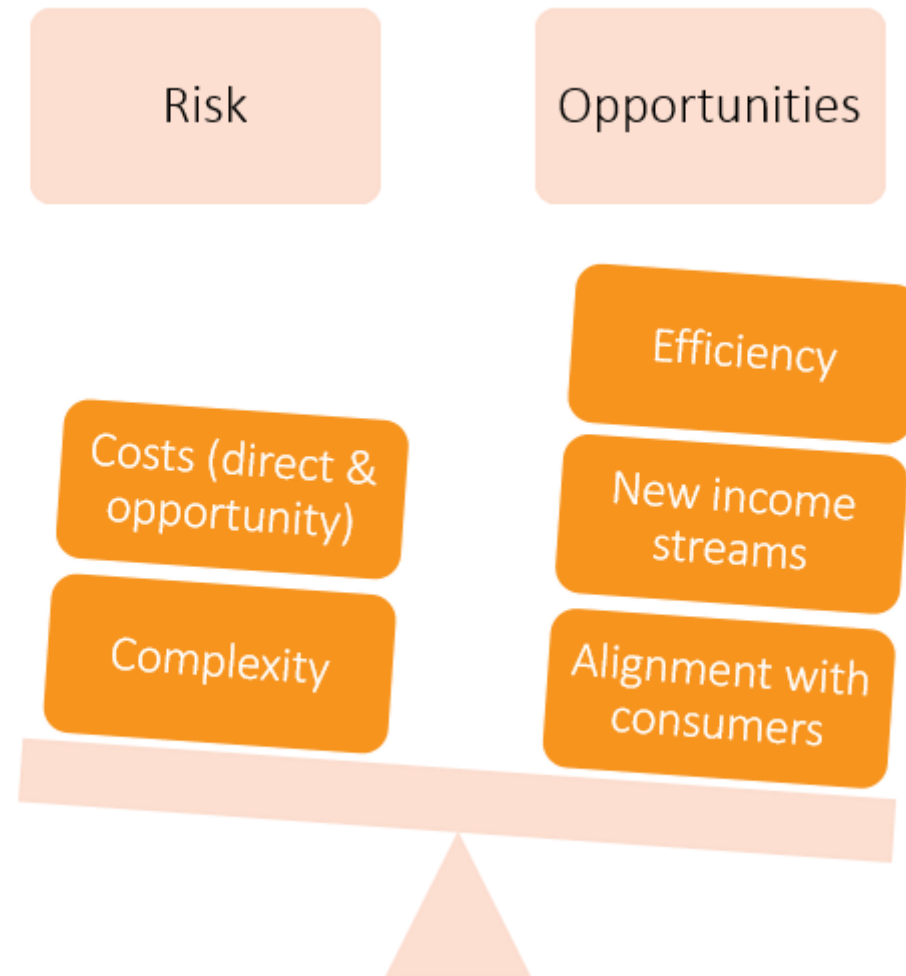 Risk
Opportunities
Costs (direct &
opportunity)
Complexity
Efficiency
New income
streams
Alignment with
consumers